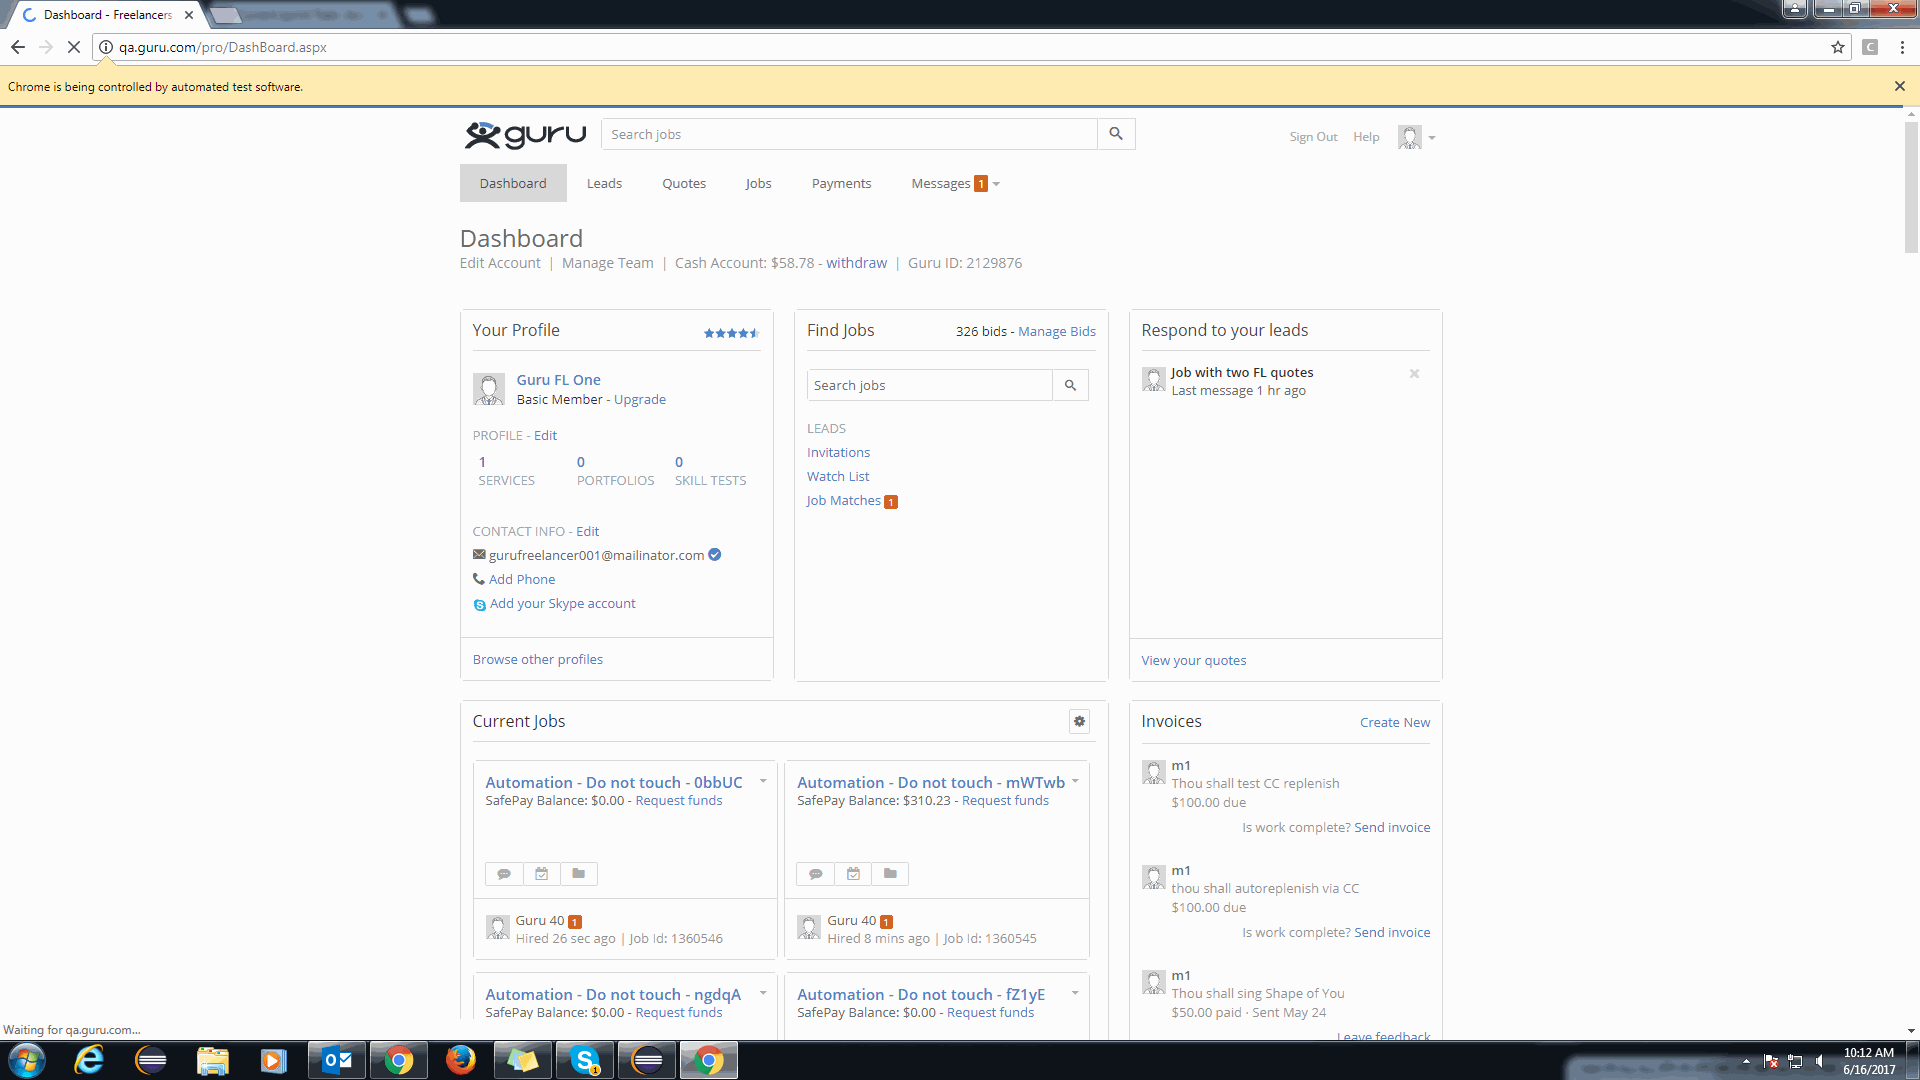 Dashboard - Freelancers
qa.guru.com/pro/DashBoard.aspx
C
Chrome is being controlled by automated test software.
guru
Search jobs
Sign Out Help
Dashboard Leads Quotes Jobs Payments Messages 1
Dashboard
Edit Account | Manage Team | Cash Account: $58.78 - withdraw | Guru ID: 2129876
Your Profile
Guru FL One
Basic Member - Upgrade
PROFILE - Edit
1 0 0
SERVICES PORTFOLIOS SKILL TESTS
CONTACT INFO - Edit
gurufreelancer001@mailinator.com
Add Phone
Add your Skype account
Browse other profiles
Find Jobs 326 bids - Manage Bids
Search jobs
LEADS
Invitations
Watch List
Job Matches 1
Respond to your leads
Job with two FL quotes
Last message 1 hr ago
View your quotes
Current Jobs
Automation - Do not touch - 0bbUC
SafePay Balance: $0.00 - Request funds
Guru 40 1
Hired 26 sec ago | Job Id: 1360546
Automation - Do not touch - mWTwb
SafePay Balance: $310.23 - Request funds
Guru 40 1
Hired 8 mins ago | Job Id: 1360545
Automation - Do not touch - ngdqA
SafePay Balance: $0.00 - Request funds
Automation - Do not touch - fZ1yE
SafePay Balance: $0.00 - Request funds
Invoices Create New
m1
Thou shall test CC replenish
$100.00 due
Is work complete? Send invoice
m1
thou shall autoreplenish via CC
$100.00 due
Is work complete? Send invoice
m1
Thou shall sing Shape of You
$50.00 paid · Sent May 24
Leave feedback
Waiting for qa.guru.com...
10:12 AM
6/16/2017